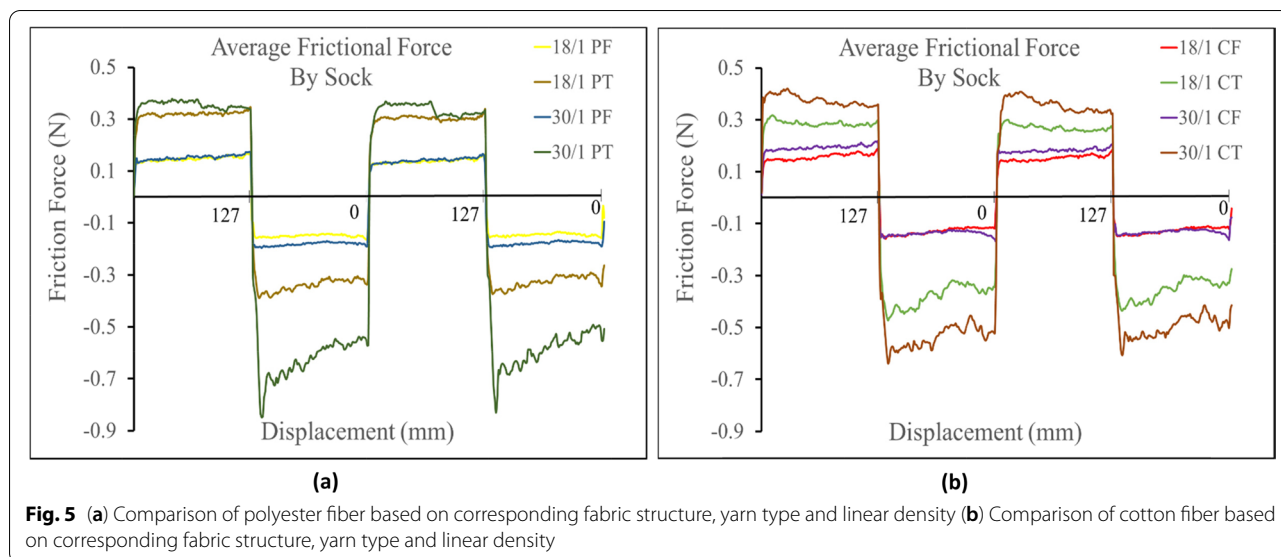 Average Frictional Force
By Sock
18/1 PF
18/1 PT
30/1 PF
30/1 PT
0.5
0.3
0.1
-0.1
-0.3
-0.5
-0.7
-0.9
Friction Force (N)
127
0
127
0
Displacement (mm)
(a)
Average Frictional Force
By Sock
18/1 CF
18/1 CT
30/1 CF
30/1 CT
0.5
0.3
0.1
-0.1
-0.3
-0.5
-0.7
-0.9
Friction Force (N)
127
0
127
0
Displacement (mm)
(b)
Fig. 5 (a) Comparison of polyester fiber based on corresponding fabric structure, yarn type and linear density (b) Comparison of cotton fiber based
on corresponding fabric structure, yarn type and linear density